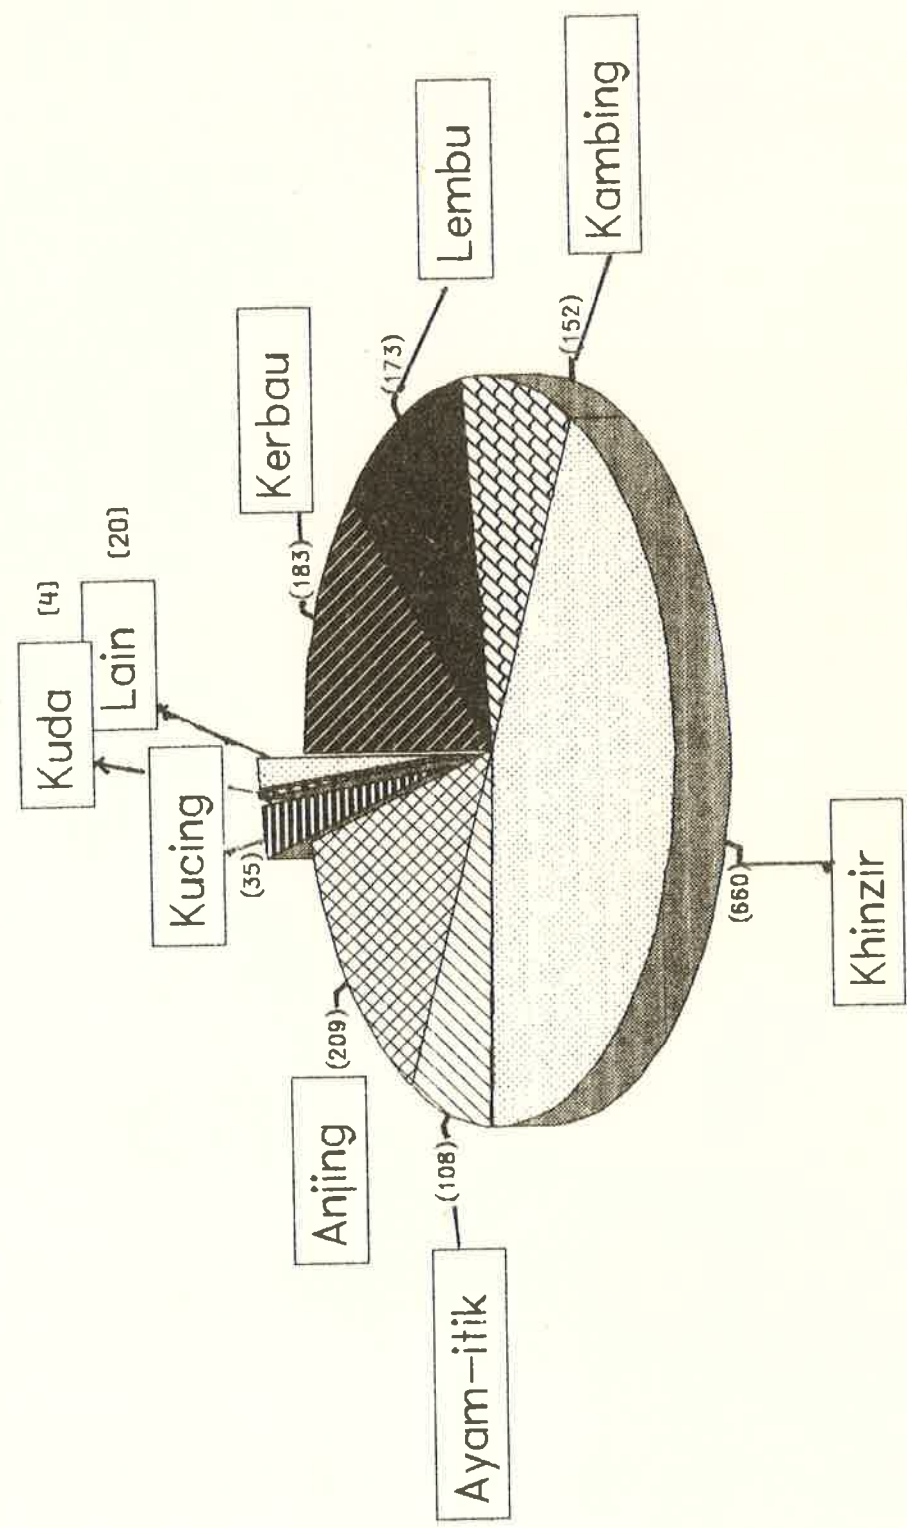 Kuda
[4]
Lain
[20]
Kucing
(35)
Kerbau
(183)
Anjing
(209)
(173)
Lembu
(108)
Ayam-itik
(152)
Kambing
(660)
Khinzir